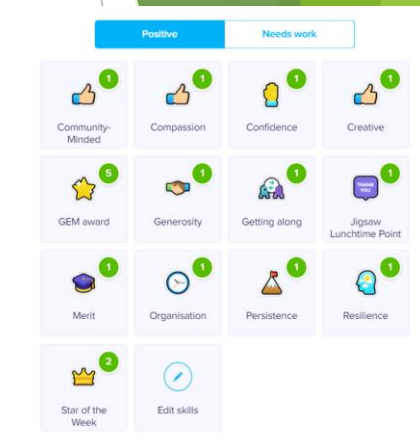 Positive Needs work
1 1 1 1
Community-
Minded
Compassion
Confidence
Creative
5 1 1 1
THANK
YOU
GEM award
Generosity
Getting along
Jigsaw
Lunchtime Point
1 1 1 1
Merit
Organisation
Persistence
Resilience
2
Star of the
Week
Edit skills